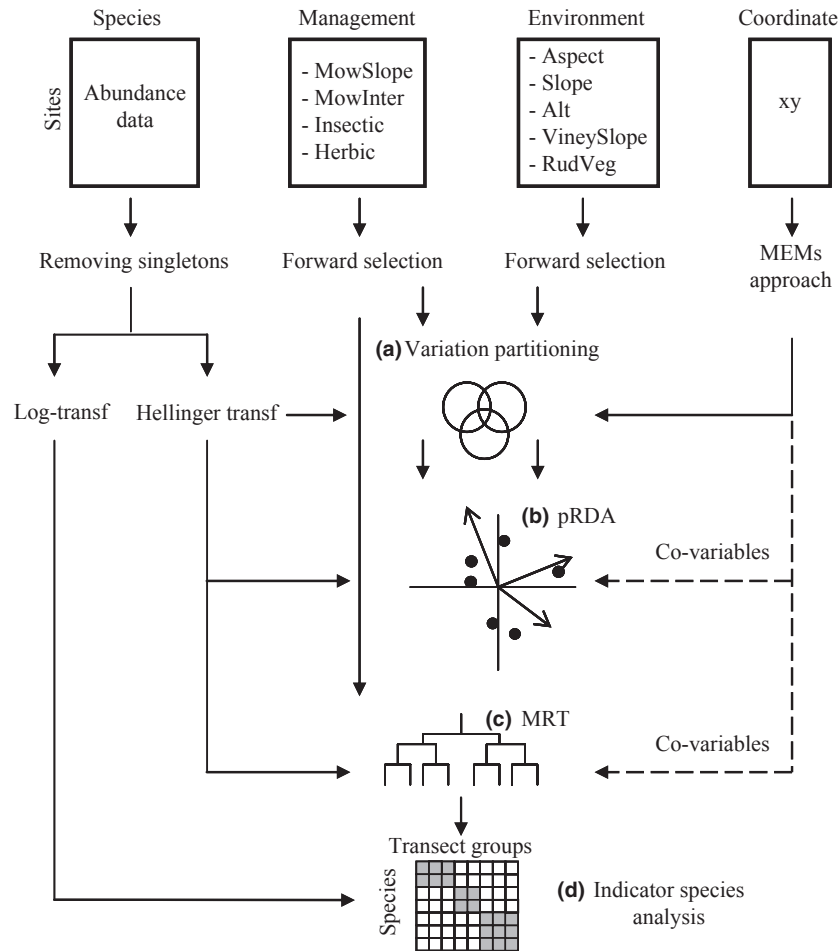 Species
Management
Environment
Coordinate
Sites
Abundance
data
- MowSlope
- MowInter
- Insectic
- Herbic
- Aspect
- Slope
- Alt
- VineySlope
- RudVeg
xy
Removing singletons
Forward selection
Forward selection
MEMs
approach
(a) Variation partitioning
Log-transf
Hellinger transf
(b) pRDA
Co-variables
(c) MRT
Co-variables
Transect groups
Species
(d) Indicator species
analysis